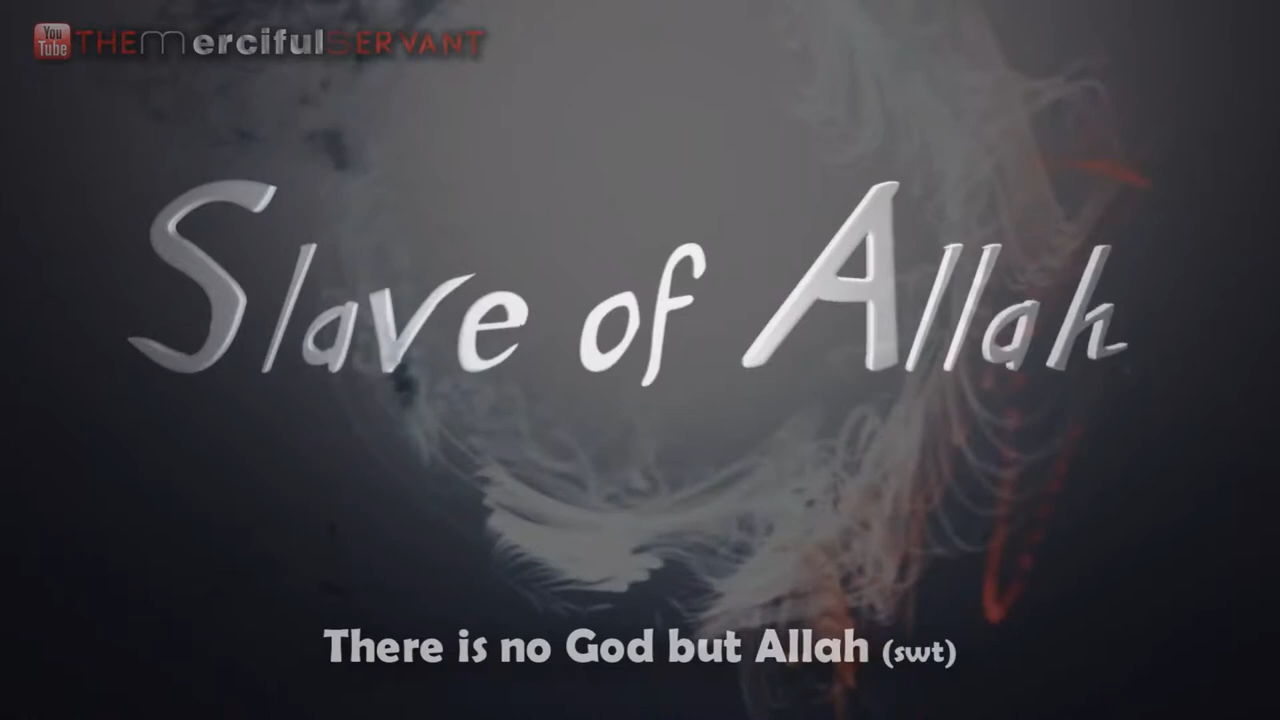 You Tube THEmercifulSERVANT
Slave of Allah
There is no God but Allah (swt)